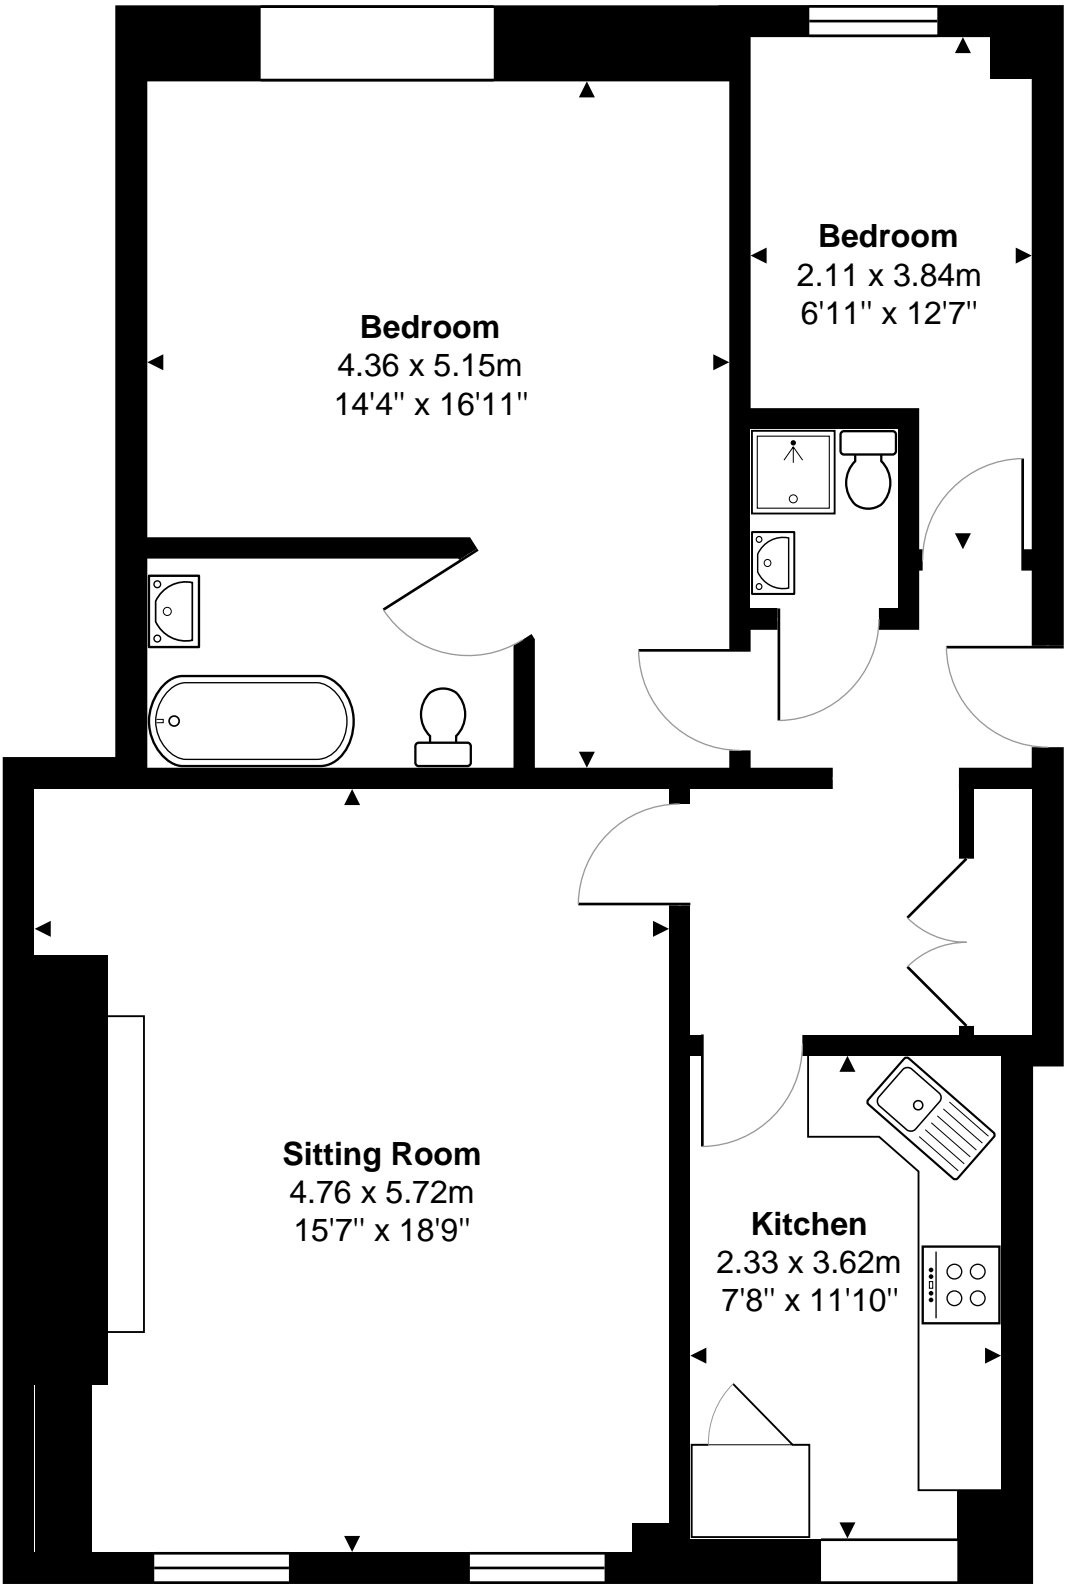 Bedroom
2.11 x 3.84m
6'11" x 12'7"
Bedroom
4.36 x 5.15m
14'4" x 16'11"
Sitting Room
4.76 x 5.72m
15'7" x 18'9"
Kitchen
2.33 x 3.62m
7'8" x 11'10"